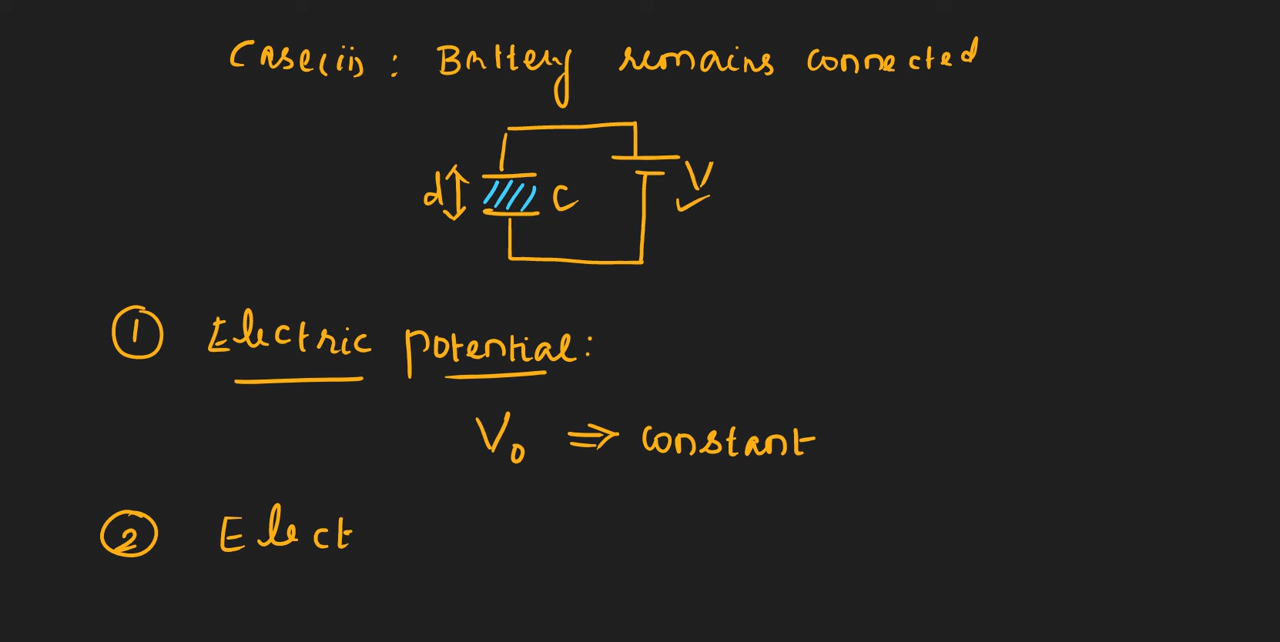 Case(ii) : Battery remains connected
d C V
① Electric potential:
V₀ ⇒ constant
② Elect